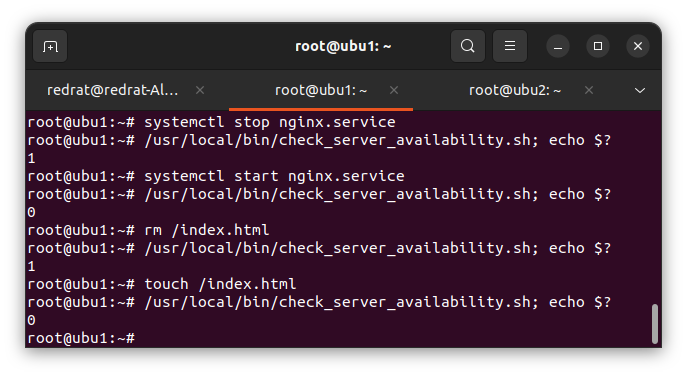 root@ubu1: ~
redrat@redrat-Al...
root@ubu1: ~
root@ubu2: ~
root@ubu1:~# systemctl stop nginx.service
root@ubu1:~# /usr/local/bin/check_server_availability.sh; echo $?
1
root@ubu1:~# systemctl start nginx.service
root@ubu1:~# /usr/local/bin/check_server_availability.sh; echo $?
0
root@ubu1:~# rm /index.html
root@ubu1:~# /usr/local/bin/check_server_availability.sh; echo $?
1
root@ubu1:~# touch /index.html
root@ubu1:~# /usr/local/bin/check_server_availability.sh; echo $?
0
root@ubu1:~#